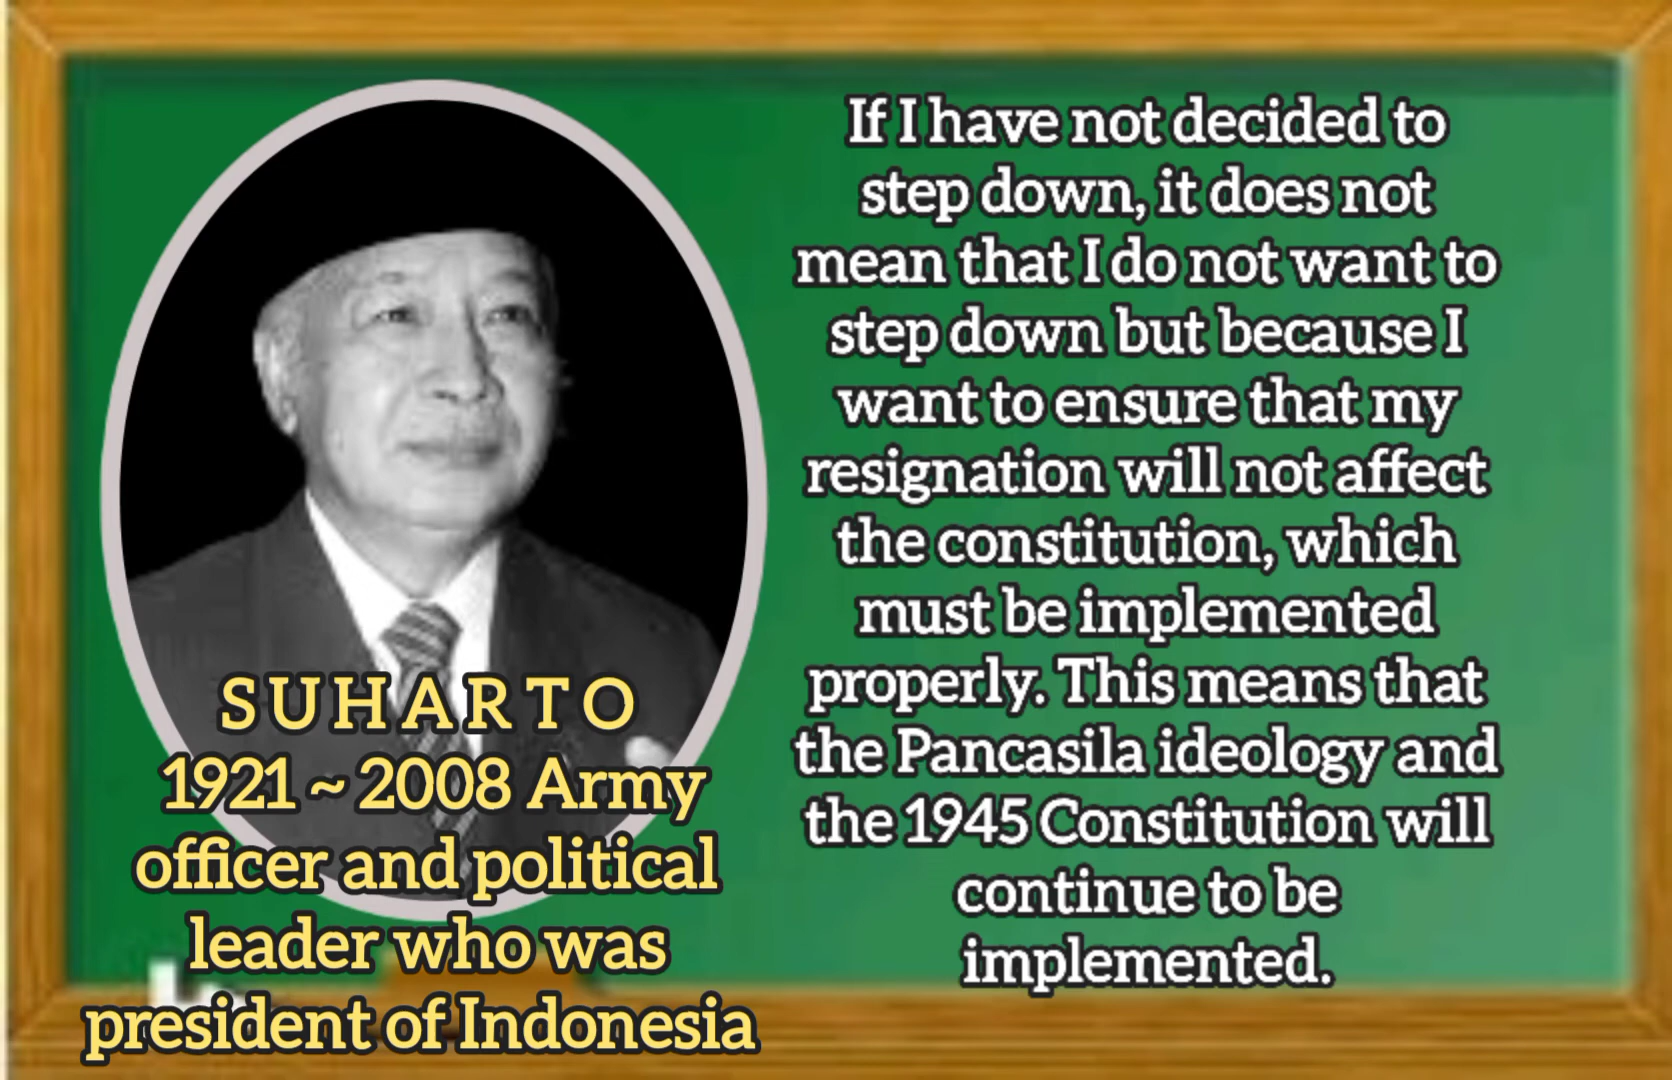 SUHARTO
1921 ~ 2008 Army
officer and political
leader who was
president of Indonesia
If I have not decided to
step down, it does not
mean that I do not want to
step down but because I
want to ensure that my
resignation will not affect
the constitution, which
must be implemented
properly. This means that
the Pancasila ideology and
the 1945 Constitution will
continue to be
implemented.